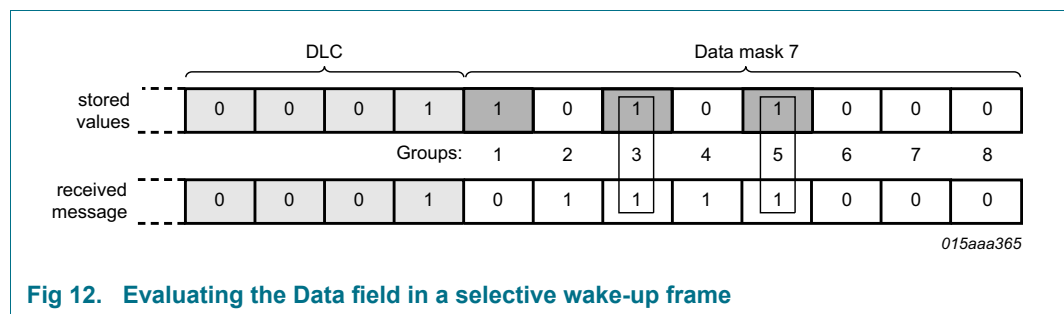 DLC Data mask 7
stored
values
0 0 0 1 1 0 1 0 1 0 0 0
Groups: 1 2 3 4 5 6 7 8
received
message
0 0 0 1 0 1 1 1 1 0 0 0
015aaa365
Fig 12. Evaluating the Data field in a selective wake-up frame